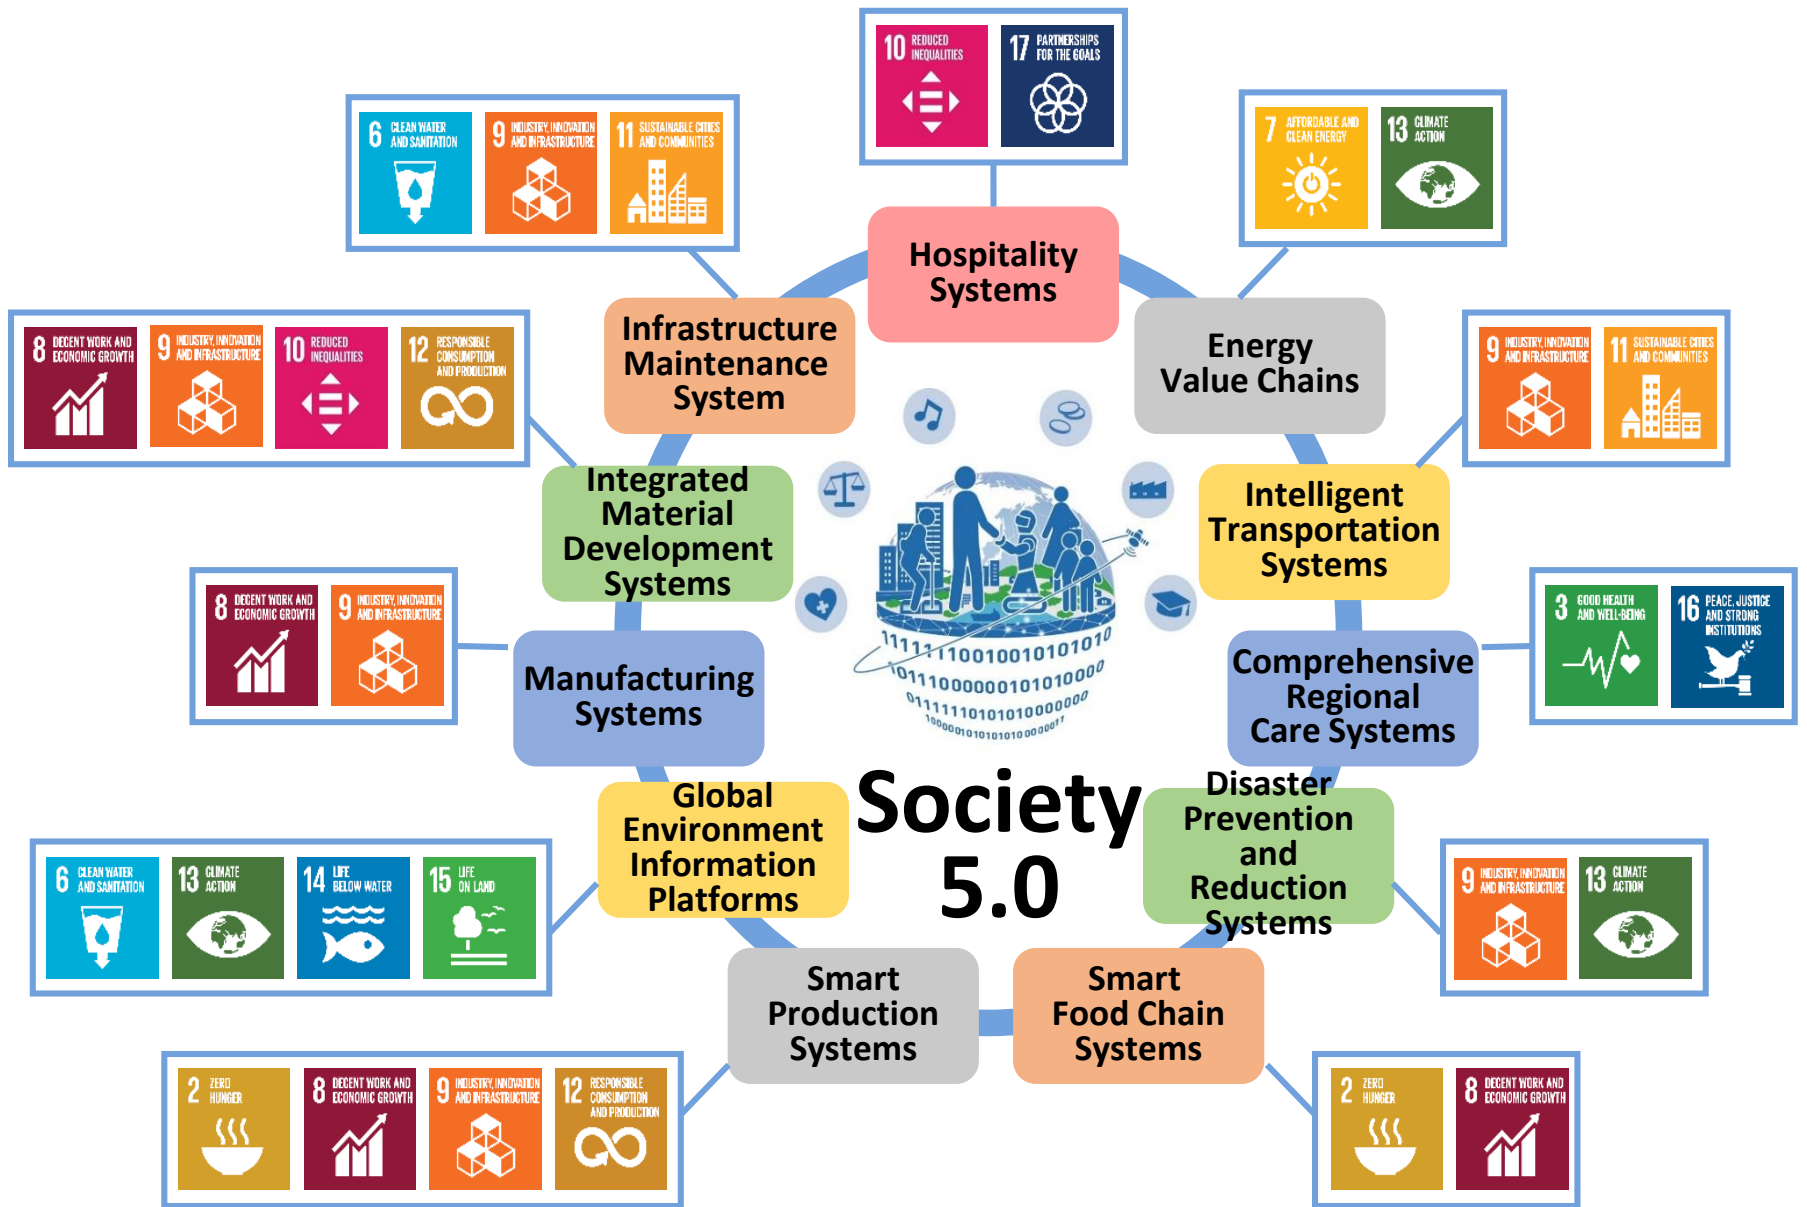 10 REDUCED
INEQUALITIES
17 PARTNERSHIPS
FOR THE GOALS
6 CLEAN WATER
AND SANITATION
9 INDUSTRY, INNOVATION
AND INFRASTRUCTURE
11 SUSTAINABLE CITIES
AND COMMUNITIES
7 AFFORDABLE AND
CLEAN ENERGY
13 CLIMATE
ACTION
Hospitality
Systems
Infrastructure
Maintenance
System
Energy
Value Chains
8 DECENT WORK AND
ECONOMIC GROWTH
9 INDUSTRY, INNOVATION
AND INFRASTRUCTURE
10 REDUCED
INEQUALITIES
12 RESPONSIBLE
CONSUMPTION
AND PRODUCTION
9 INDUSTRY, INNOVATION
AND INFRASTRUCTURE
11 SUSTAINABLE CITIES
AND COMMUNITIES
Integrated
Material
Development
Systems
Intelligent
Transportation
Systems
8 DECENT WORK AND
ECONOMIC GROWTH
9 INDUSTRY, INNOVATION
AND INFRASTRUCTURE
3 GOOD HEALTH
AND WELL-BEING
16 PEACE, JUSTICE
AND STRONG
INSTITUTIONS
Manufacturing
Systems
Comprehensive
Regional
Care Systems
Society
5.0
Global
Environment
Information
Platforms
Disaster
Prevention
and
Reduction
Systems
6 CLEAN WATER
AND SANITATION
13 CLIMATE
ACTION
14 LIFE
BELOW WATER
15 LIFE
ON LAND
9 INDUSTRY, INNOVATION
AND INFRASTRUCTURE
13 CLIMATE
ACTION
Smart
Production
Systems
Smart
Food Chain
Systems
2 ZERO
HUNGER
8 DECENT WORK AND
ECONOMIC GROWTH
9 INDUSTRY, INNOVATION
AND INFRASTRUCTURE
12 RESPONSIBLE
CONSUMPTION
AND PRODUCTION
2 ZERO
HUNGER
8 DECENT WORK AND
ECONOMIC GROWTH